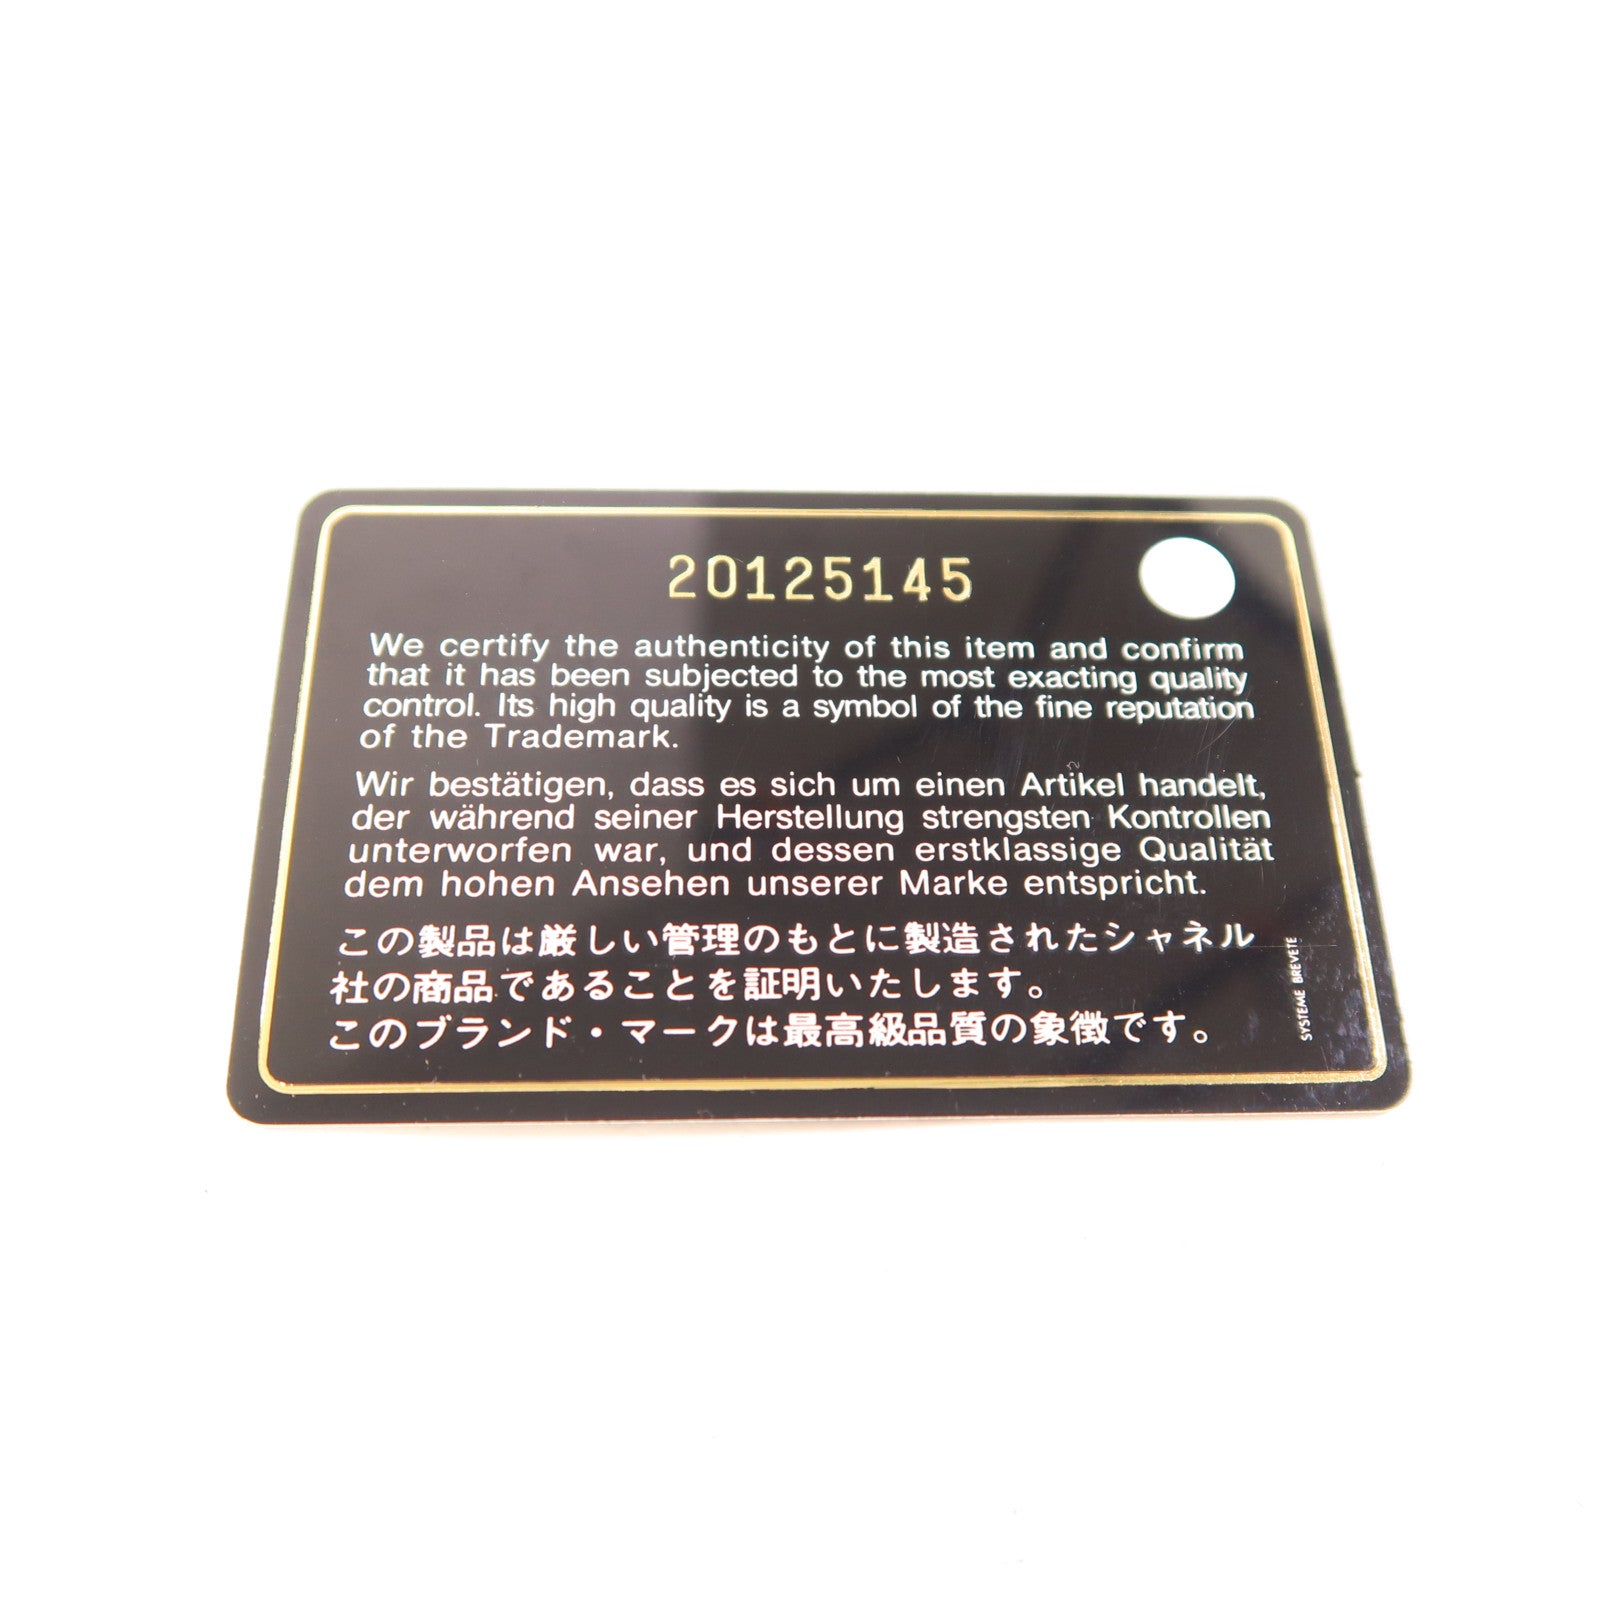 20125145
We certify the authenticity of this item and confirm
that it has been subjected to the most exacting quality
control. Its high quality is a symbol of the fine reputation
of the Trademark.
Wir bestätigen, dass es sich um einen Artikel handelt,
der während seiner Herstellung strengsten Kontrollen
unterworfen war, und dessen erstklassige Qualität
dem hohen Ansehen unserer Marke entspricht.
この製品は厳しい管理のもとに製造されたシャネル
社の商品であることを証明いたします。
このブランド・マークは最高級品質の象徴です。
SYSTEME BREVETE